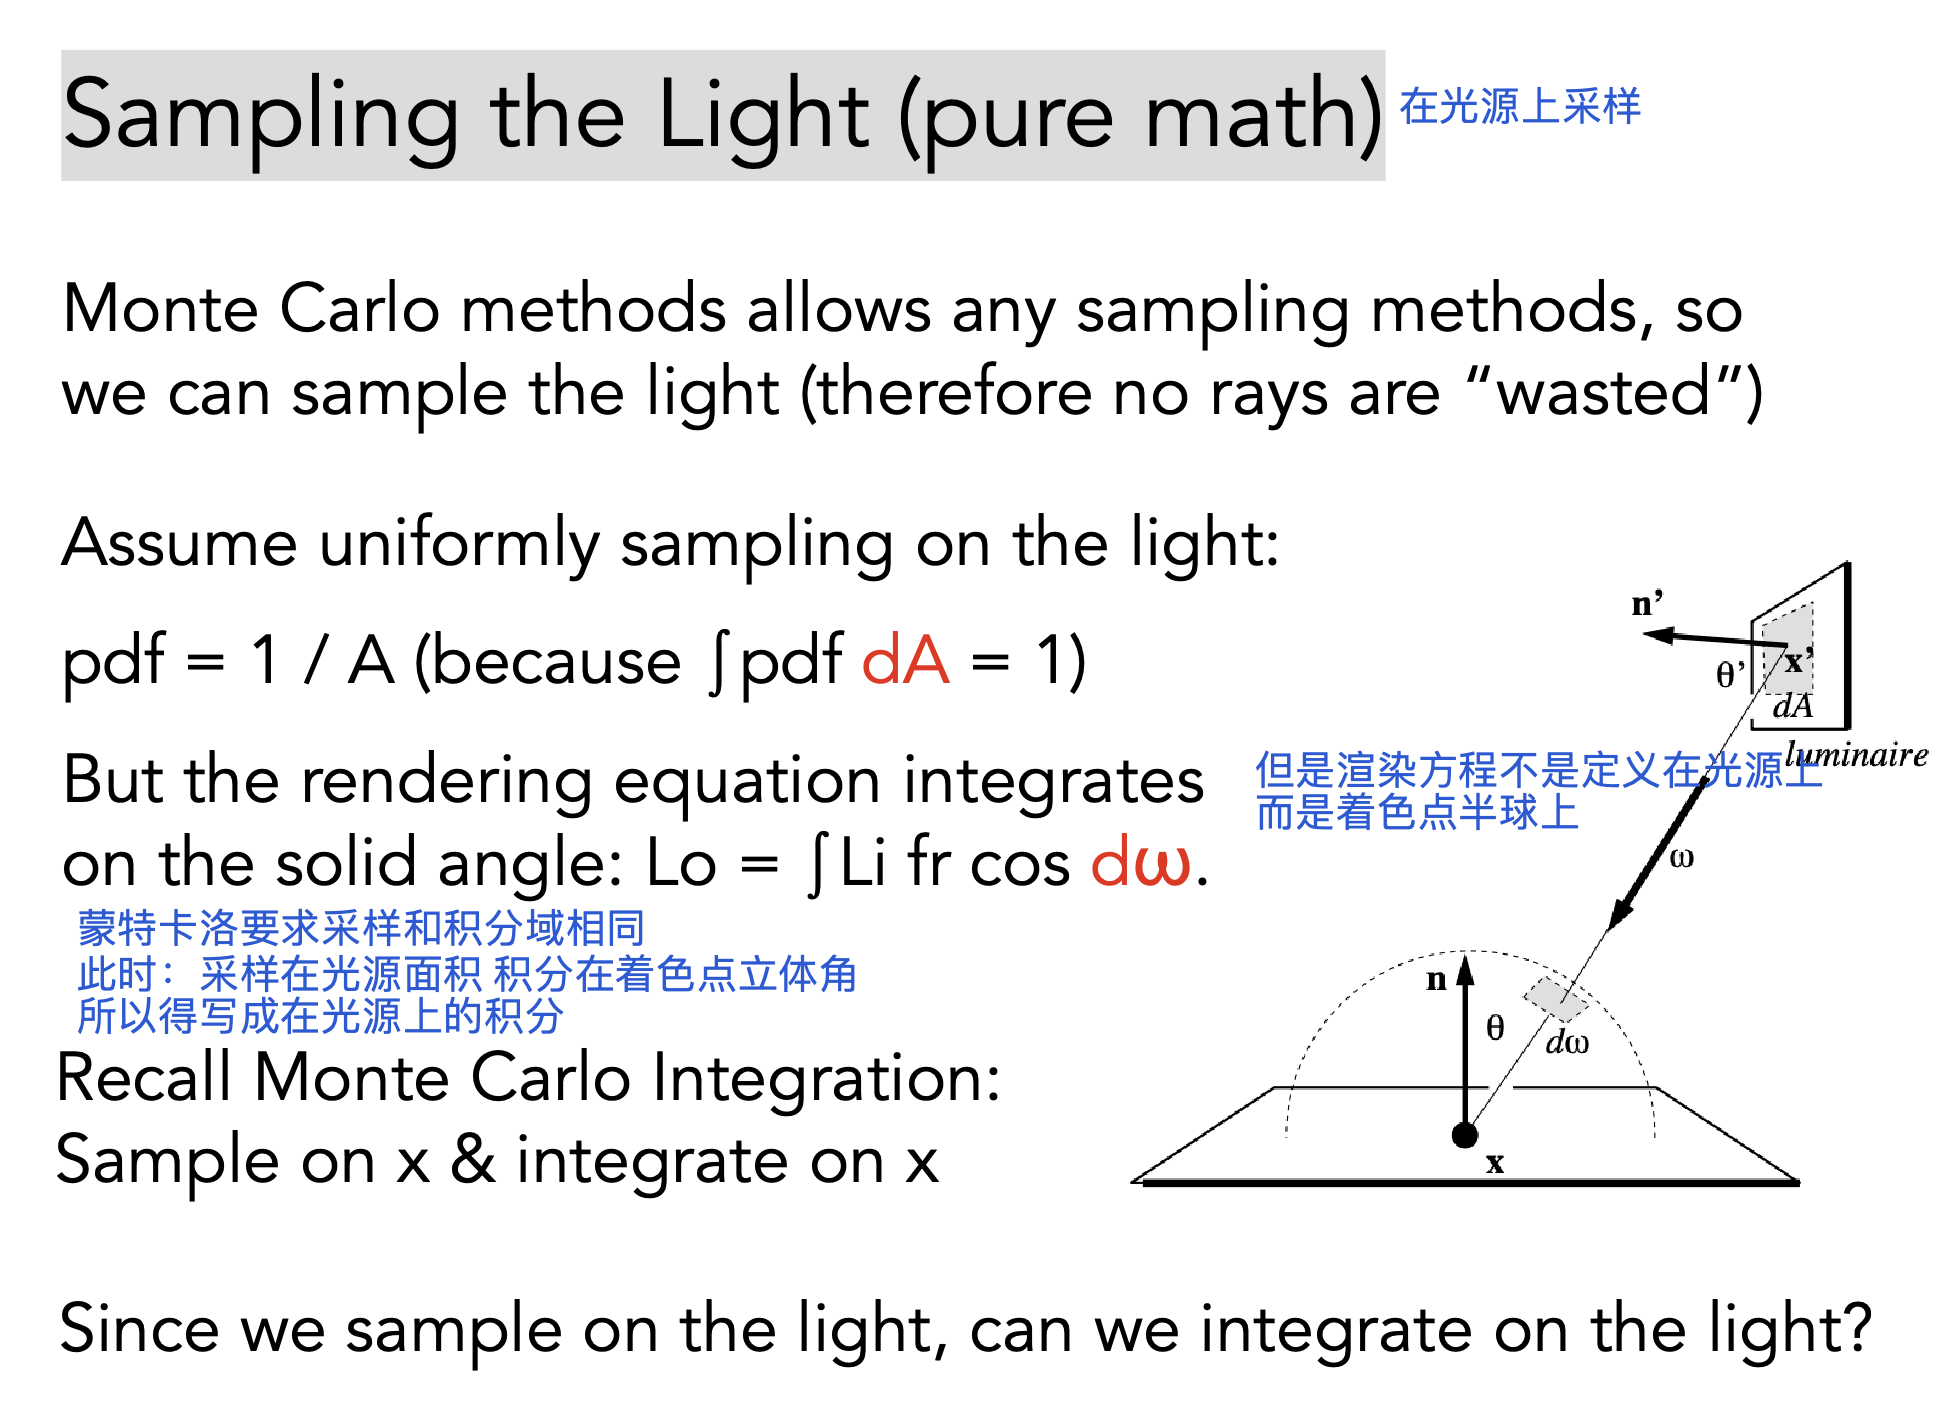 Sampling the Light (pure math)
在光源上采样
Monte Carlo methods allows any sampling methods, so
we can sample the light (therefore no rays are “wasted”)
Assume uniformly sampling on the light:
pdf = 1 / A (because ∫pdf dA = 1)
But the rendering equation integrates
on the solid angle: Lo = ∫Li fr cos dω.
但是渲染方程不是定义在光源上
而是着色点半球上
蒙特卡洛要求采样和积分域相同
此时：采样在光源面积 积分在着色点立体角
所以得写成在光源上的积分
Recall Monte Carlo Integration:
Sample on x & integrate on x
Since we sample on the light, can we integrate on the light?
n’
θ’
x’
dA
luminaire
ω
n
θ
dω
x